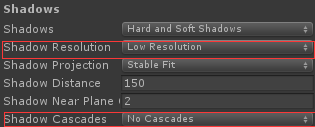 Shadows
Shadows Hard and Soft Shadows
Shadow Resolution Low Resolution
Shadow Projection Stable Fit
Shadow Distance 150
Shadow Near Plane 2
Shadow Cascades No Cascades